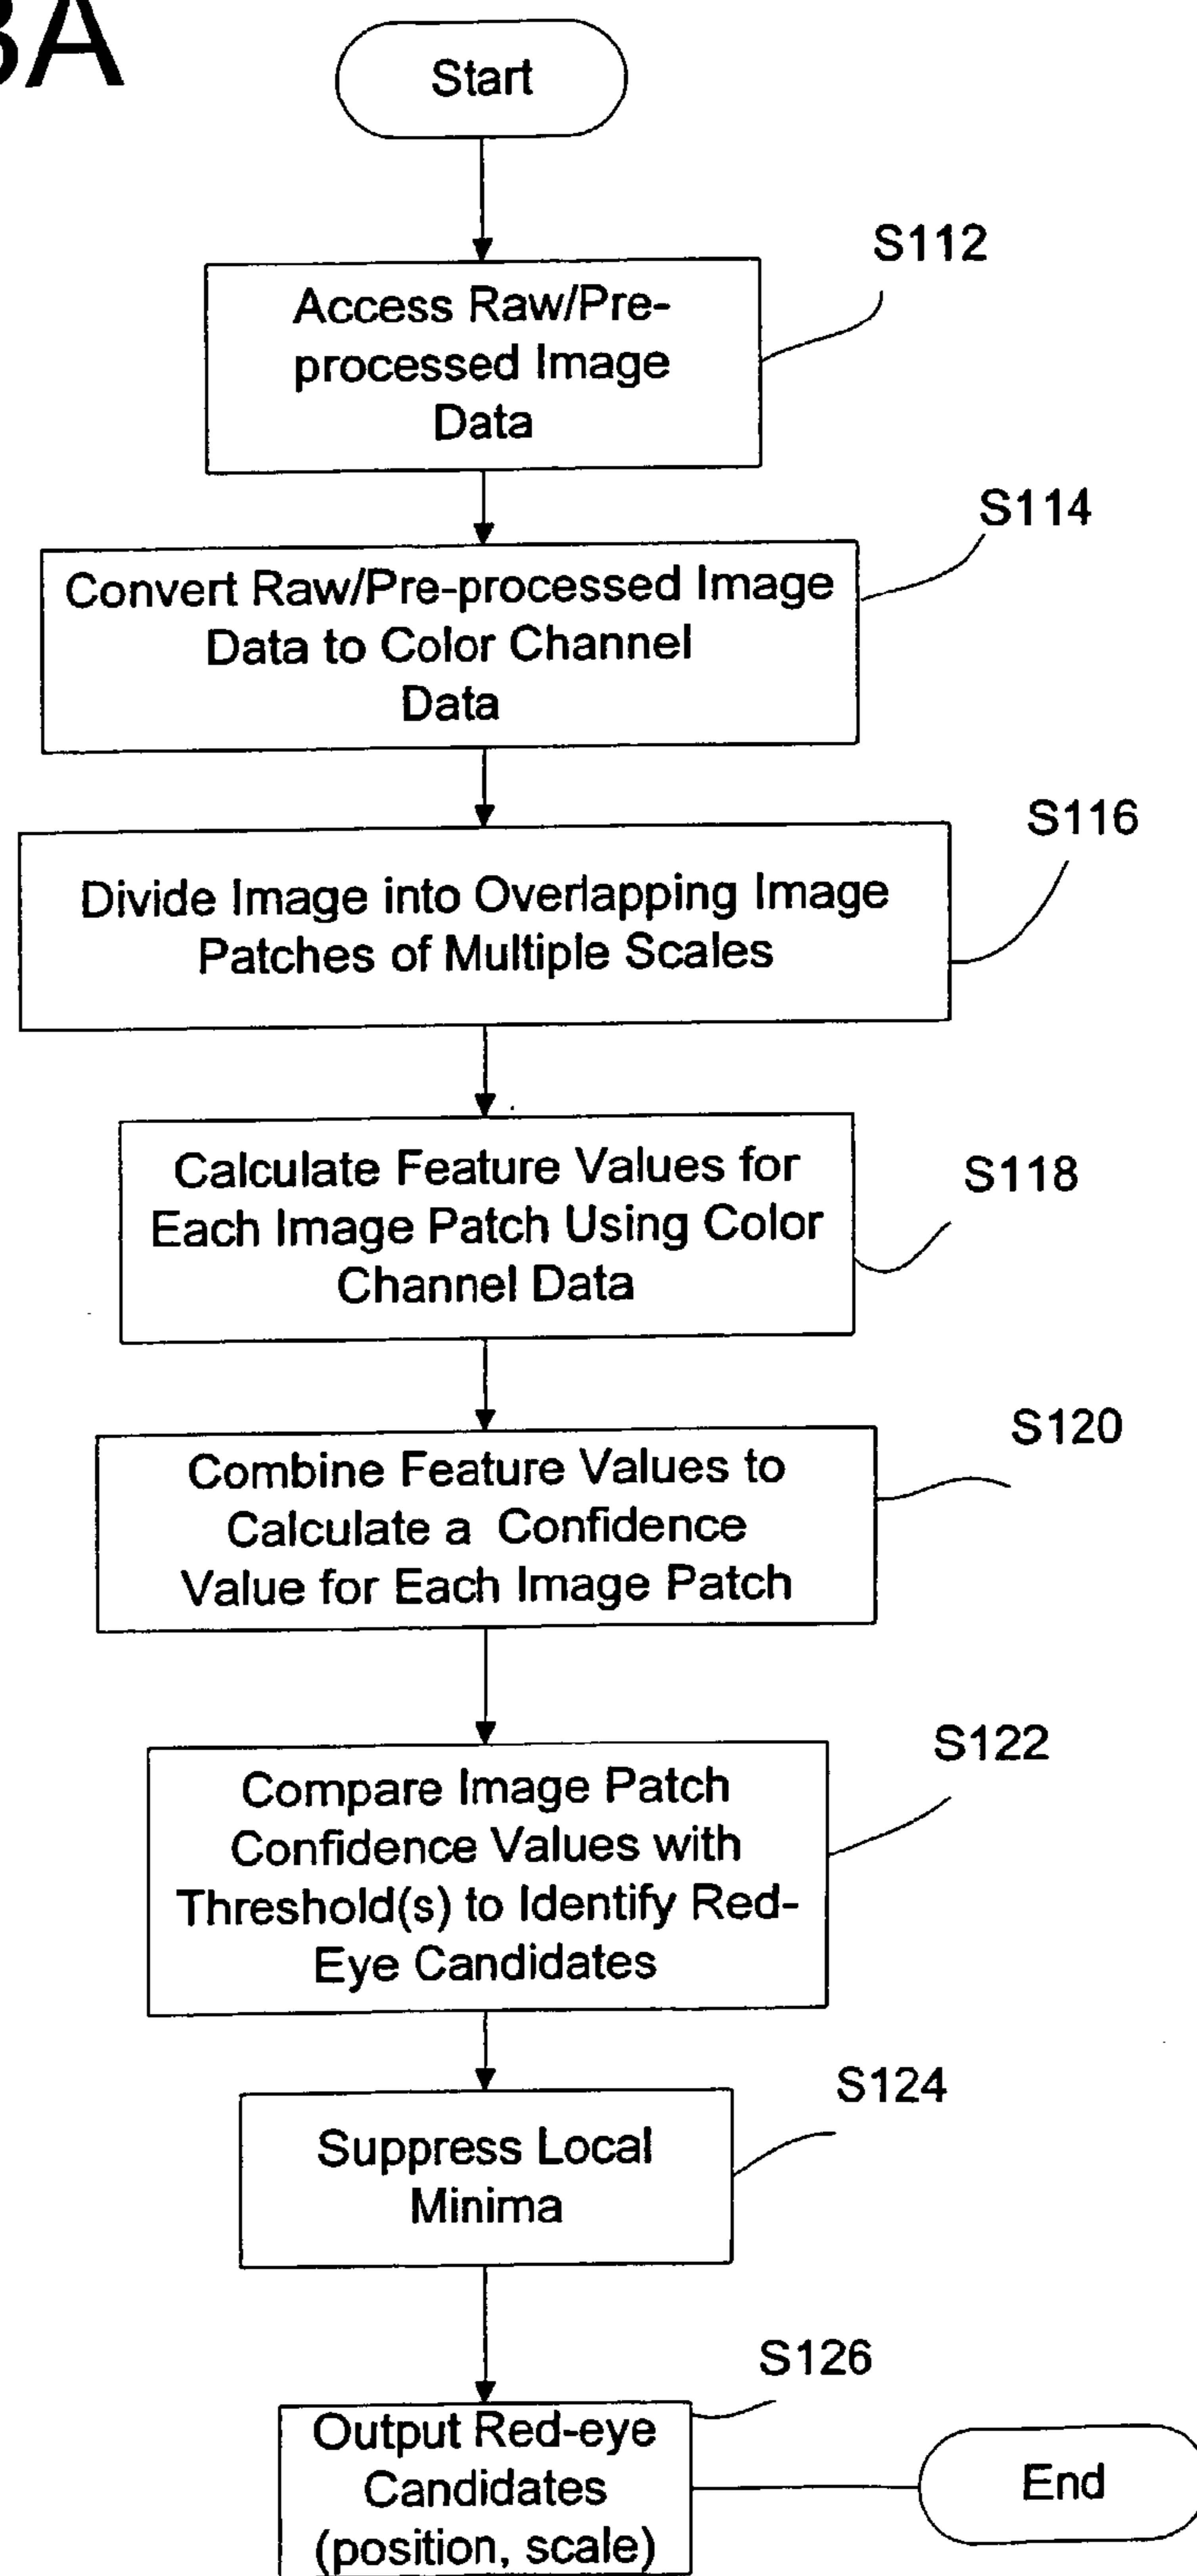 3A
Start
S112
Access Raw/Pre-
processed Image
Data
S114
Convert Raw/Pre-processed Image
Data to Color Channel
Data
S116
Divide Image into Overlapping Image
Patches of Multiple Scales
S118
Calculate Feature Values for
Each Image Patch Using Color
Channel Data
S120
Combine Feature Values to
Calculate a Confidence
Value for Each Image Patch
S122
Compare Image Patch
Confidence Values with
Threshold(s) to Identify Red-
Eye Candidates
S124
Suppress Local
Minima
S126
Output Red-eye
Candidates
(position, scale)
End